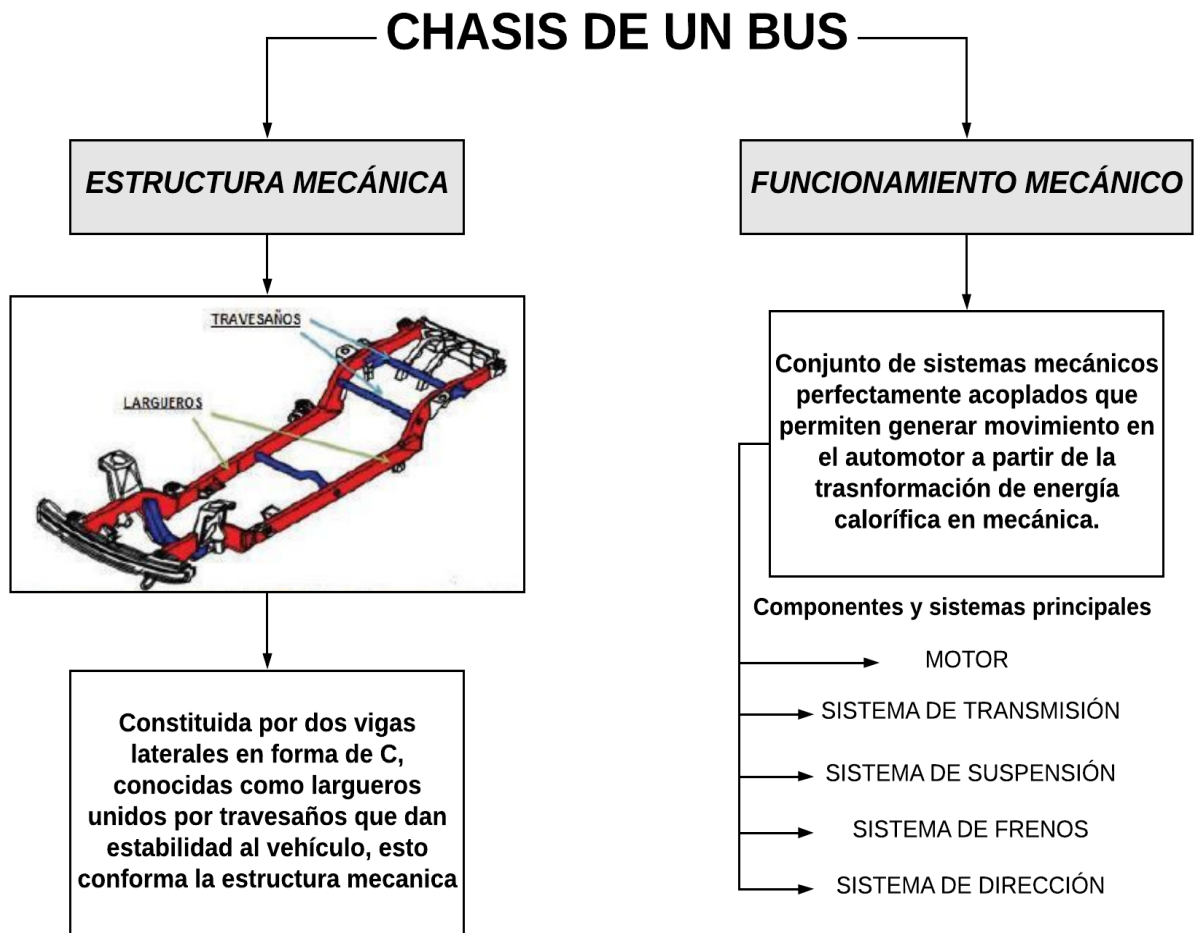 CHASIS DE UN BUS
ESTRUCTURA MECÁNICA
TRAVESAÑOS
LARGUEROS
Constituida por dos vigas
laterales en forma de C,
conocidas como largueros
unidos por travesaños que dan
estabilidad al vehículo, esto
conforma la estructura mecanica
FUNCIONAMIENTO MECÁNICO
Conjunto de sistemas mecánicos
perfectamente acoplados que
permiten generar movimiento en
el automotor a partir de la
trasnformación de energía
calorífica en mecánica.
Componentes y sistemas principales
MOTOR
SISTEMA DE TRANSMISIÓN
SISTEMA DE SUSPENSIÓN
SISTEMA DE FRENOS
SISTEMA DE DIRECCIÓN